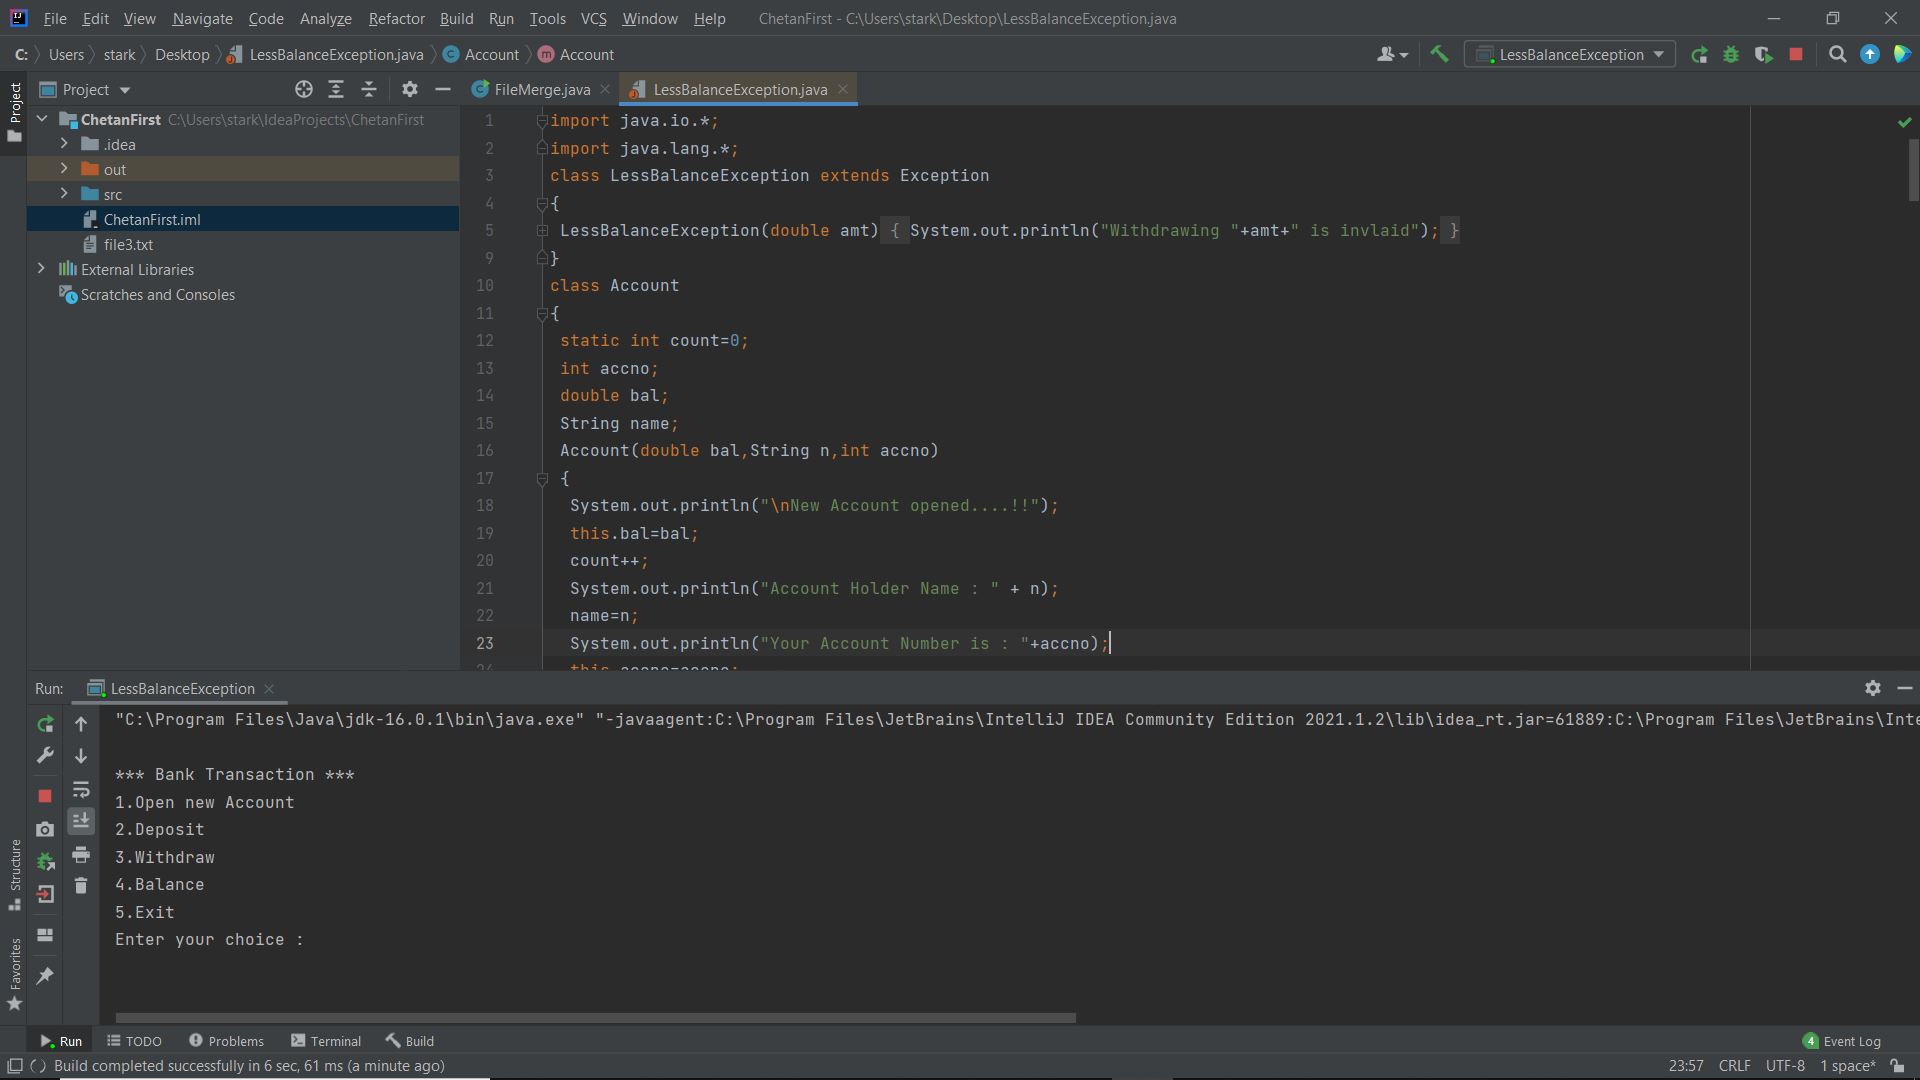 File Edit View Navigate Code Analyze Refactor Build Run Tools VCS Window Help ChetanFirst - C:\Users\stark\Desktop\LessBalanceException.java
C: Users stark Desktop LessBalanceException.java Account Account LessBalanceException
Project
Project
FileMerge.java LessBalanceException.java
ChetanFirst C:\Users\stark\IdeaProjects\ChetanFirst
.idea
out
src
ChetanFirst.iml
file3.txt
External Libraries
Scratches and Consoles
1 import java.io.*;
2 import java.lang.*;
3 class LessBalanceException extends Exception
4 {
5 LessBalanceException(double amt) { System.out.println("Withdrawing "+amt+" is invlaid"); }
9 }
10 class Account
11 {
12 static int count=0;
13 int accno;
14 double bal;
15 String name;
16 Account(double bal,String n,int accno)
17 {
18 System.out.println("\nNew Account opened....!!");
19 this.bal=bal;
20 count++;
21 System.out.println("Account Holder Name : " + n);
22 name=n;
23 System.out.println("Your Account Number is : "+accno);
24 this.accno=accno;
Run: LessBalanceException
"C:\Program Files\Java\jdk-16.0.1\bin\java.exe" "-javaagent:C:\Program Files\JetBrains\IntelliJ IDEA Community Edition 2021.1.2\lib\idea_rt.jar=61889:C:\Program Files\JetBrains\Inte
*** Bank Transaction ***
1.Open new Account
2.Deposit
3.Withdraw
4.Balance
5.Exit
Enter your choice :
Structure
Favorites
Run TODO Problems Terminal Build 4 Event Log
Build completed successfully in 6 sec, 61 ms (a minute ago) 23:57 CRLF UTF-8 1 space*